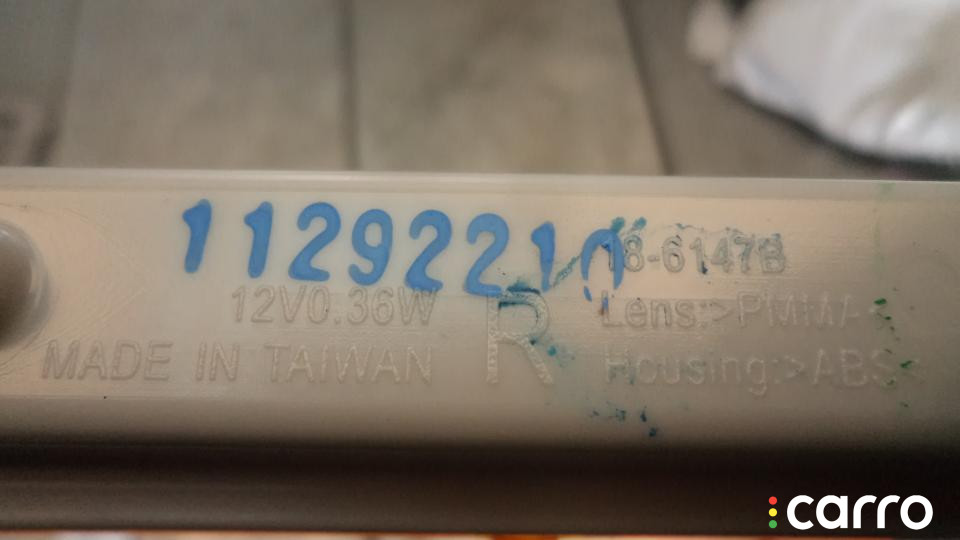 11292210
18-6147B
12V0.36W
R
Lens:>PMMA<
MADE IN TAIWAN
Housing:>ABS<
carro